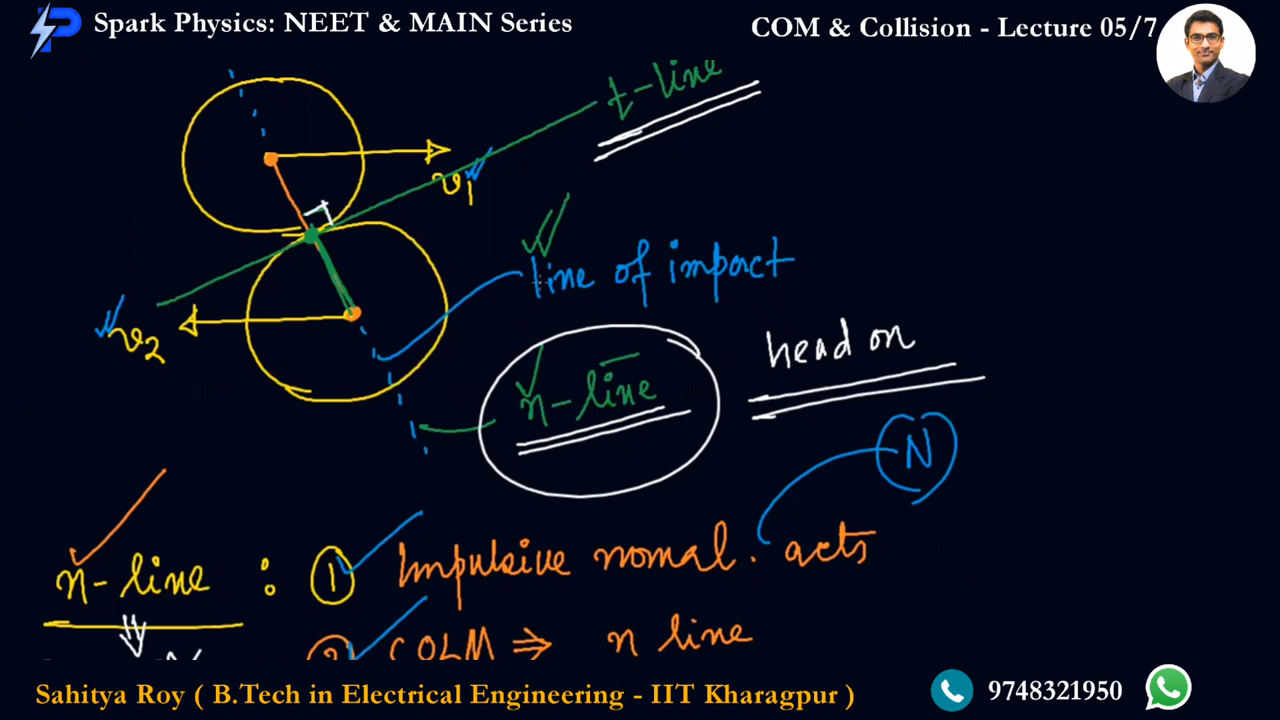 Spark Physics: NEET & MAIN Series
COM & Collision - Lecture 05/7
t-line
v1
line of impact
v2
head on
n-line
N
n-line : 1 Impulsive nomal. acts
2 COLM ⇒ n line
Sahitya Roy ( B.Tech in Electrical Engineering - IIT Kharagpur )
9748321950